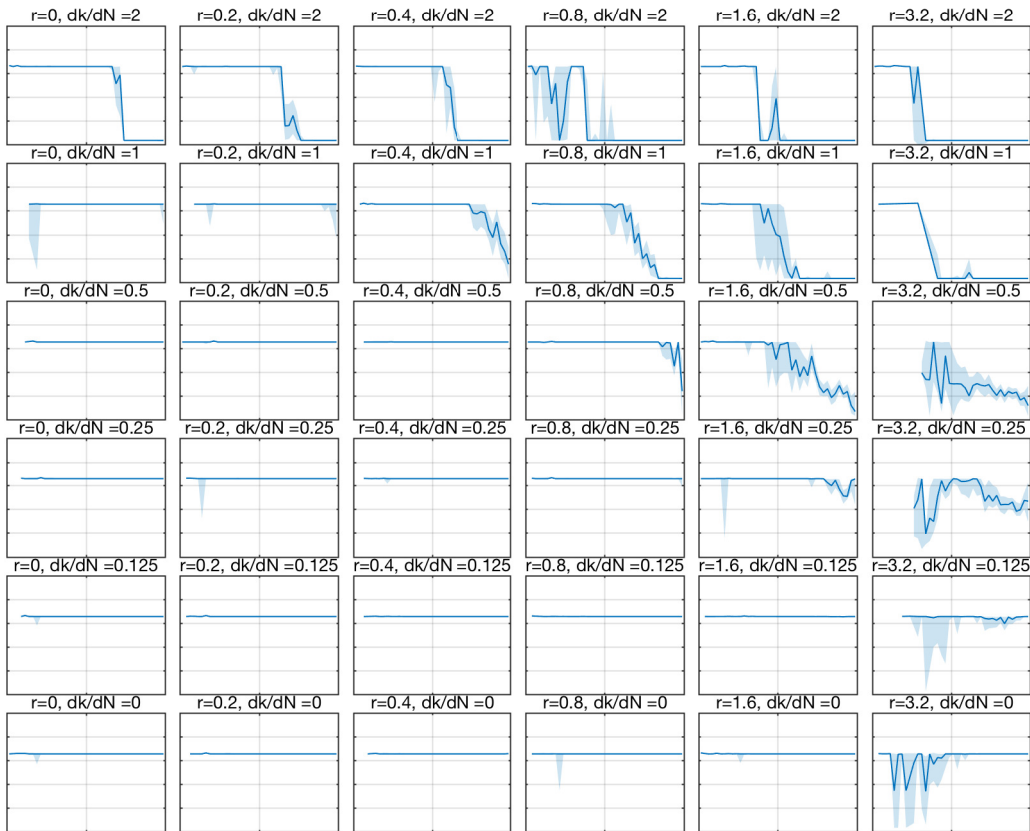 r=0, dk/dN =2
r=0.2, dk/dN =2
r=0.4, dk/dN =2
r=0.8, dk/dN =2
r=1.6, dk/dN =2
r=3.2, dk/dN =2
r=0, dk/dN =1
r=0.2, dk/dN =1
r=0.4, dk/dN =1
r=0.8, dk/dN =1
r=1.6, dk/dN =1
r=3.2, dk/dN =1
r=0, dk/dN =0.5
r=0.2, dk/dN =0.5
r=0.4, dk/dN =0.5
r=0.8, dk/dN =0.5
r=1.6, dk/dN =0.5
r=3.2, dk/dN =0.5
r=0, dk/dN =0.25
r=0.2, dk/dN =0.25
r=0.4, dk/dN =0.25
r=0.8, dk/dN =0.25
r=1.6, dk/dN =0.25
r=3.2, dk/dN =0.25
r=0, dk/dN =0.125
r=0.2, dk/dN =0.125
r=0.4, dk/dN =0.125
r=0.8, dk/dN =0.125
r=1.6, dk/dN =0.125
r=3.2, dk/dN =0.125
r=0, dk/dN =0
r=0.2, dk/dN =0
r=0.4, dk/dN =0
r=0.8, dk/dN =0
r=1.6, dk/dN =0
r=3.2, dk/dN =0